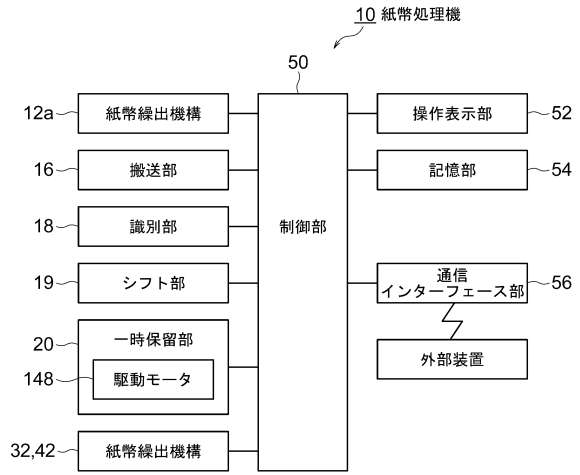 10 紙幣処理機
50
12a 紙幣繰出機構
16 搬送部
18 識別部
19 シフト部
20 一時保留部
148 駆動モータ
32,42 紙幣繰出機構
制御部
操作表示部 52
記憶部 54
通信
インターフェース部 56
外部装置